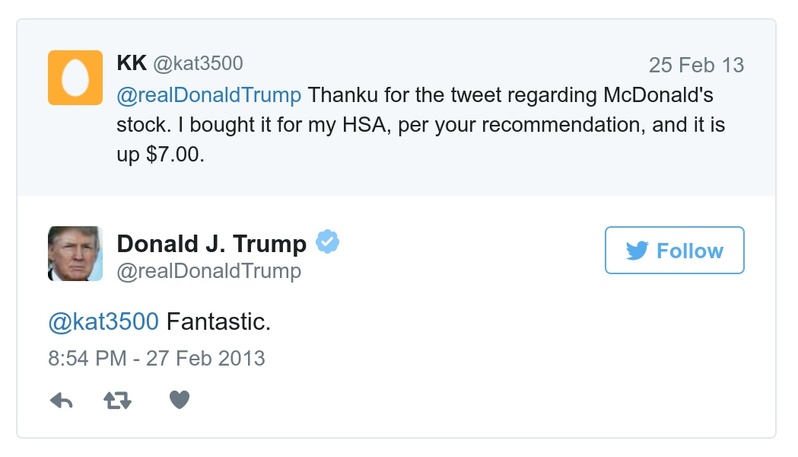 KK @kat3500 25 Feb 13
@realDonaldTrump Thanku for the tweet regarding McDonald's
stock. I bought it for my HSA, per your recommendation, and it is
up $7.00.
Donald J. Trump
@realDonaldTrump
Follow
@kat3500 Fantastic.
8:54 PM - 27 Feb 2013